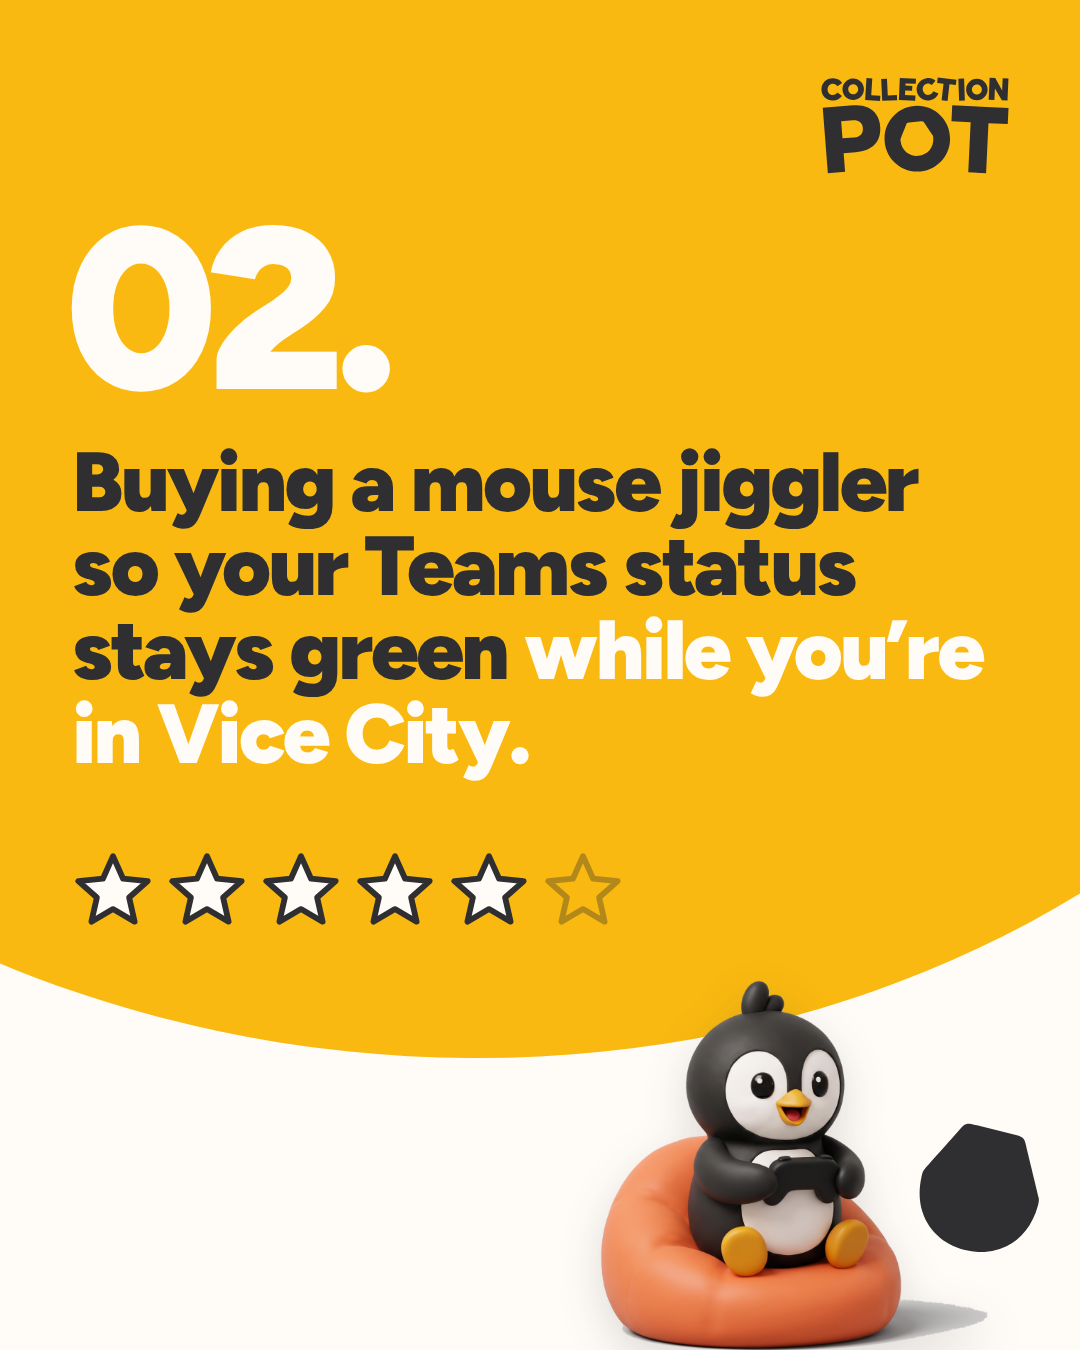 COLLECTION
POT
02.
Buying a mouse jiggler
so your Teams status
stays green while you’re
in Vice City.